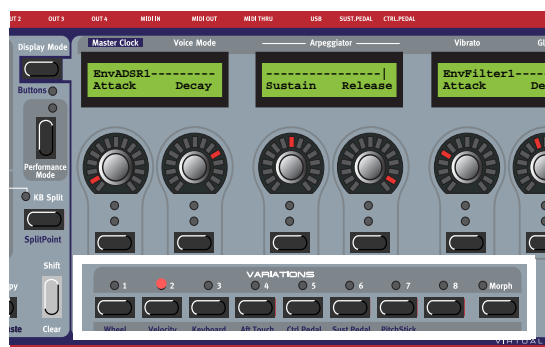 UT 2 OUT 3 OUT 4 MIDI IN MIDI OUT MIDI THRU USB SUST.PEDAL CTRL.PEDAL
Display Mode Master Clock Voice Mode Arpeggiator Vibrato
EnvADSR1--------- ----------------| EnvFilter1----
Attack Decay Sustain Release Attack
Buttons
Performance
Mode
KB Split
SplitPoint
Shift
VARIATIONS
1 2 3 4 5 6 7 8 Morph
Clear Wheel Velocity Keyboard Aft Touch Ctrl Pedal Sust Pedal PitchStick